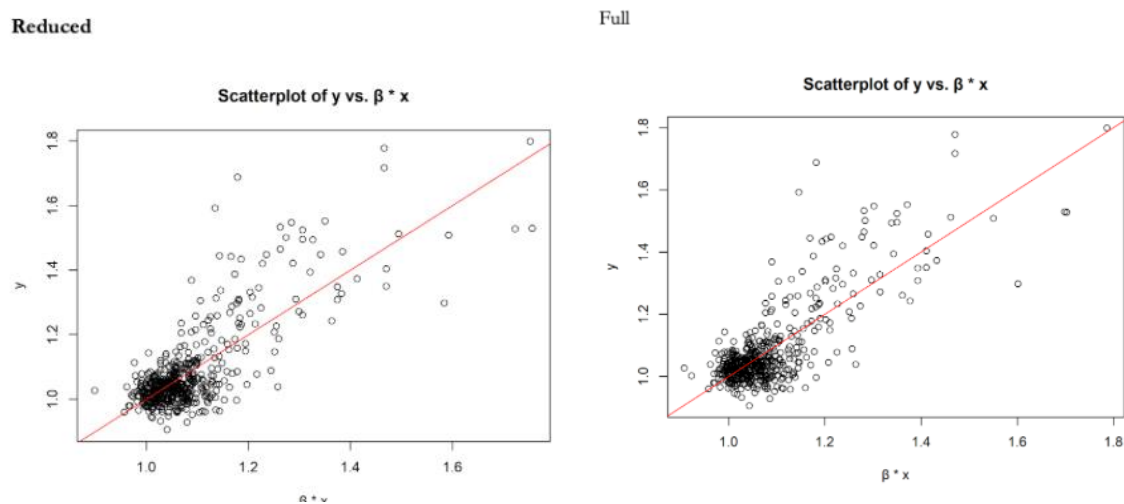 Reduced
Scatterplot of y vs. β * x
y
1.8
1.6
1.4
1.2
1.0
1.0 1.2 1.4 1.6
β * x
Full
Scatterplot of y vs. β * x
y
1.8
1.6
1.4
1.2
1.0
1.0 1.2 1.4 1.6 1.8
β * x